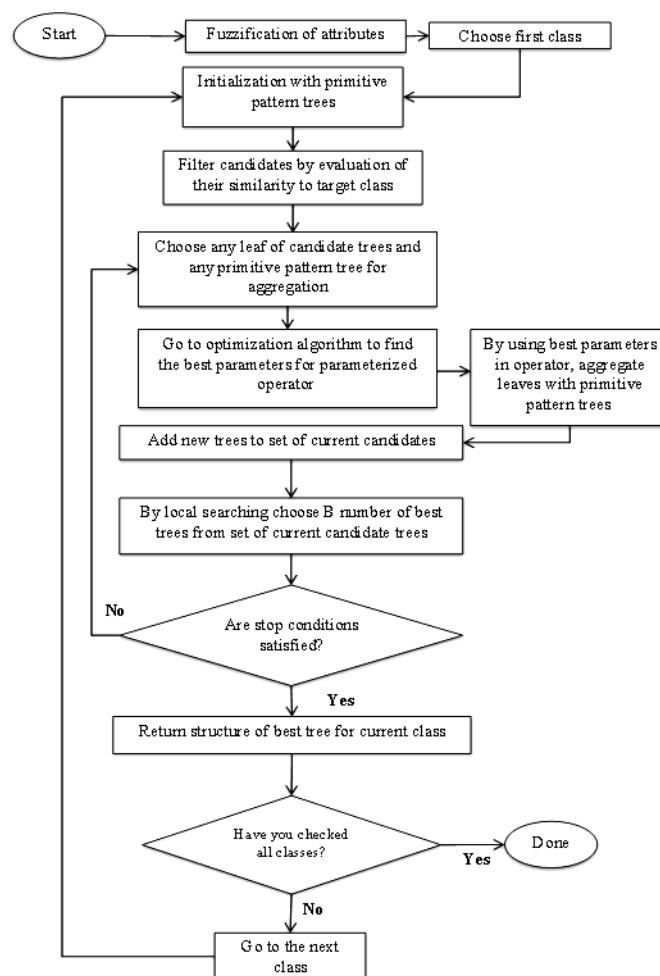 Start
Fuzzification of attributes
Choose first class
Initialization with primitive
pattern trees
Filter candidates by evaluation of
their similarity to target class
Choose any leaf of candidate trees and
any primitive pattern tree for
aggregation
Go to optimization algorithm to find
the best parameters for parameterized
operator
By using best parameters
in operator, aggregate
leaves with primitive
pattern trees
Add new trees to set of current candidates
By local searching choose B number of best
trees from set of current candidate trees
No
Are stop conditions
satisfied?
Yes
Return structure of best tree for current class
Have you checked
all classes?
Done
Yes
No
Go to the next
class